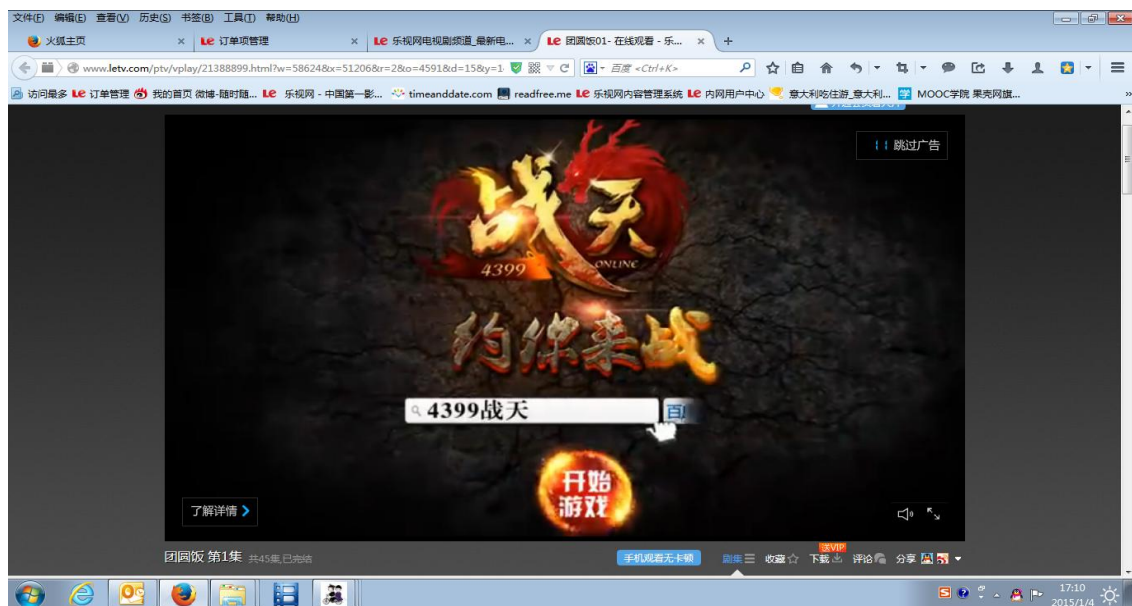 文件(F) 编辑(E) 查看(V) 历史(S) 书签(B) 工具(T) 帮助(H)
火狐主页 × LE 订单项管理 × LE 乐视网电视剧频道_最新电... × LE 团圆饭01- 在线观看 - 乐... × +
www.letv.com/ptv/vplay/21388899.html?w=58624&x=51206&r=2&o=4591&d=15&y=1 百度 <Ctrl+K>
访问最多 LE 订单管理 我的首页 微博-随时随... LE 乐视网 - 中国第一影... timeanddate.com readfree.me LE 乐视网内容管理系统 LE 内网用户中心 意大利吃住游_意大利... 学 MOOC学院 果壳网旗... »
11 跳过广告
战天
4399 ONLINE
约你来战
4399战天 百
开始
游戏
了解详情
团圆饭 第1集 共45集,已完结 手机观看无卡顿 剧集 收藏 下载 送VIP 评论 分享
17:10
2015/1/4